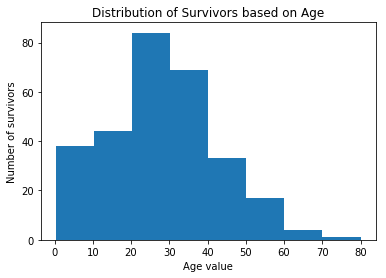 Distribution of Survivors based on Age
Number of survivors
80
60
40
20
0
0 10 20 30 40 50 60 70 80
Age value